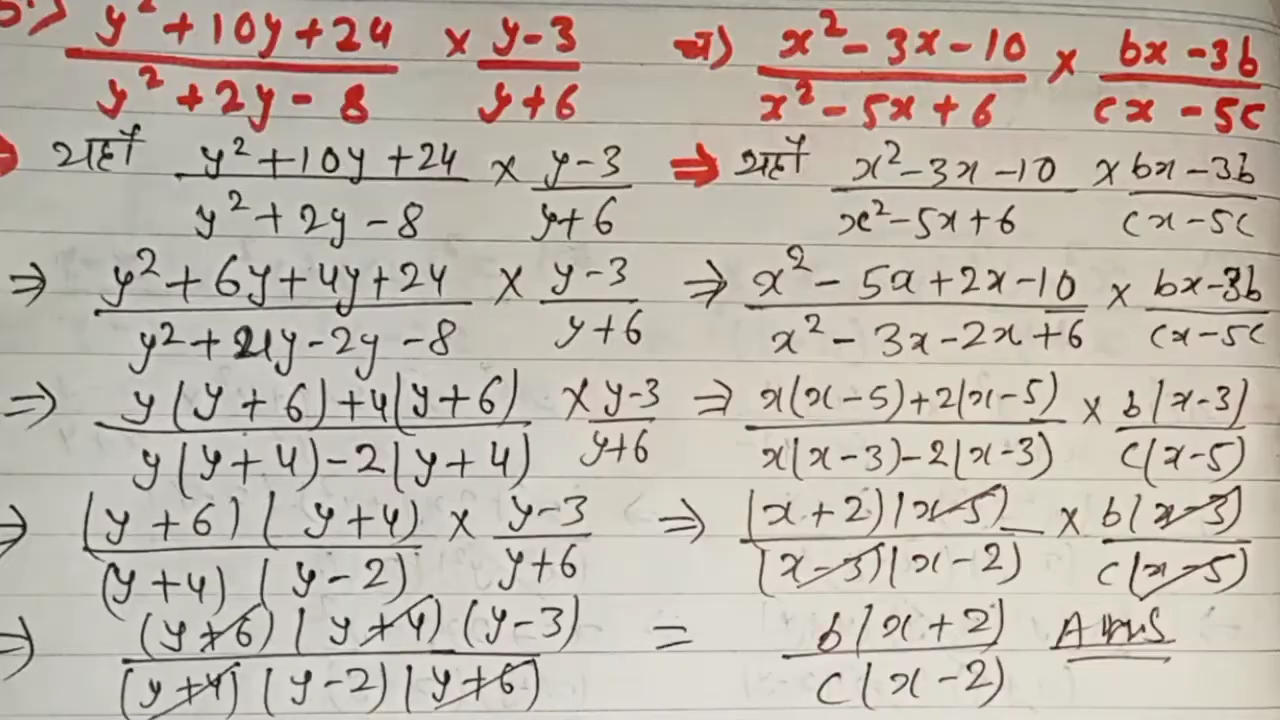 y² + 10y + 24 / y² + 2y - 8 × y - 3 / y + 6
यहाँ y² + 10y + 24 / y² + 2y - 8 × y - 3 / y + 6
⇒ y² + 6y + 4y + 24 / y² + 4y - 2y - 8 × y - 3 / y + 6
⇒ y(y + 6) + 4(y + 6) / y(y + 4) - 2(y + 4) × y - 3 / y + 6
⇒ (y + 6)(y + 4) / (y + 4)(y - 2) × y - 3 / y + 6
⇒ (y + 6)(y + 4)(y - 3) / (y + 4)(y - 2)(y + 6)
x² - 3x - 10 / x² - 5x + 6 × bx - 3b / cx - 5c
⇒ यहाँ x² - 3x - 10 / x² - 5x + 6 × bx - 3b / cx - 5c
⇒ x² - 5x + 2x - 10 / x² - 3x - 2x + 6 × bx - 3b / cx - 5c
⇒ x(x - 5) + 2(x - 5) / x(x - 3) - 2(x - 3) × b(x - 3) / c(x - 5)
⇒ (x + 2)(x - 5) / (x - 3)(x - 2) × b(x - 3) / c(x - 5)
= b(x + 2) / c(x - 2) Ans